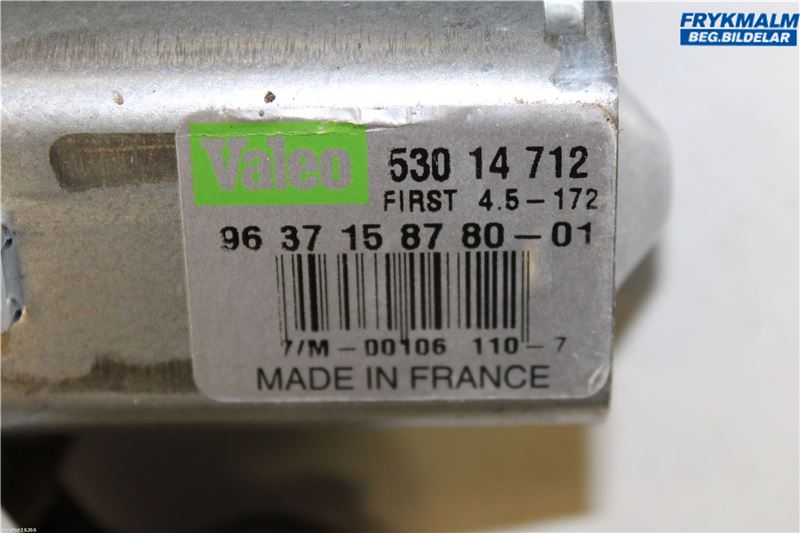 FRYKMALM
BEG.BILDELAR
Valeo
530 14 712
FIRST 4.5-172
96 37 15 87 80-01
7/M-00106 110-7
MADE IN FRANCE